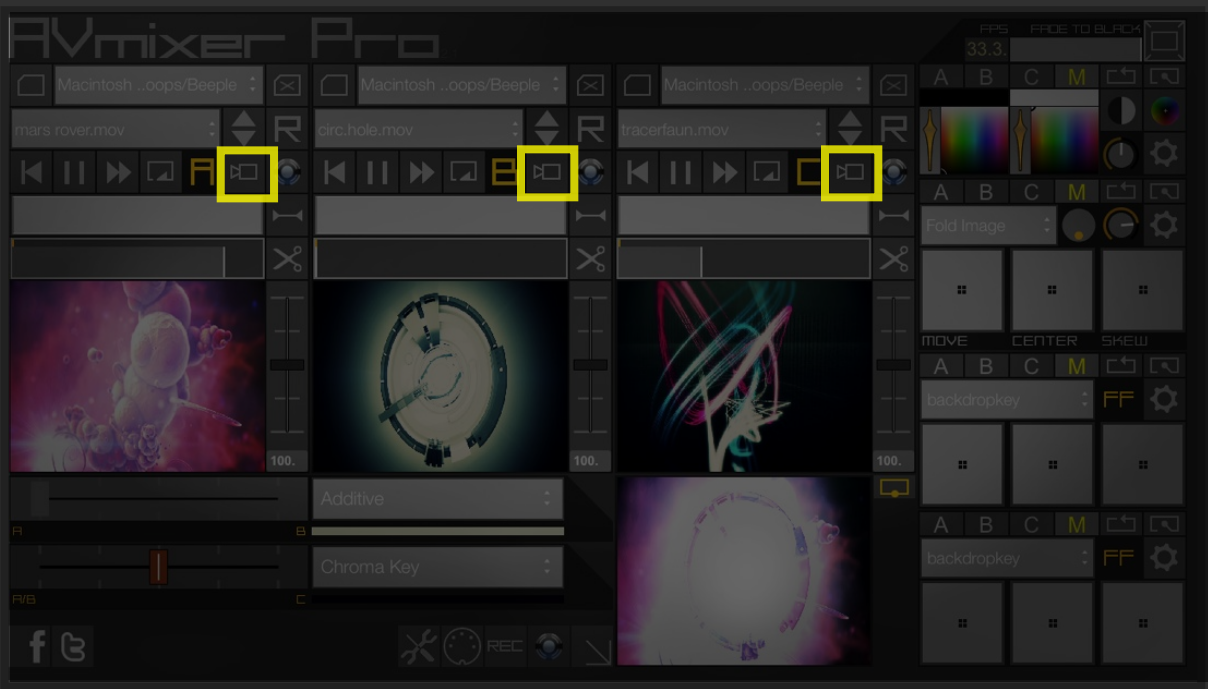 AVmixer Pro
FPS FADE TO BLACK
33.3.
Macintosh ..oops/Beeple
Macintosh ..oops/Beeple
Macintosh ..oops/Beeple
A B C M
mars rover.mov R
circ.hole.mov R
tracerfaun.mov R
A
B
C
A B C M
Fold Image
MOVE CENTER SKEW
A B C M
backdropkey FF
100.
100.
100.
Additive
A B
Chroma Key
A/B C
A B C M
backdropkey FF
REC